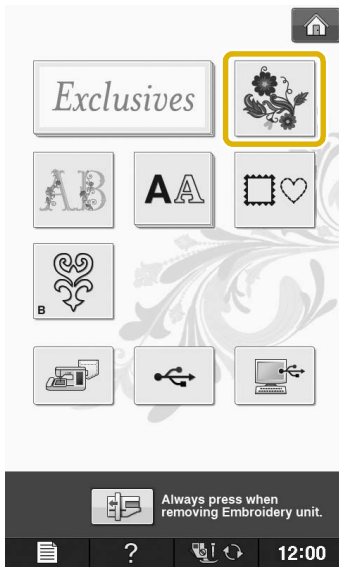 Exclusives
AB
AA
B
Always press when
removing Embroidery unit.
?
12:00